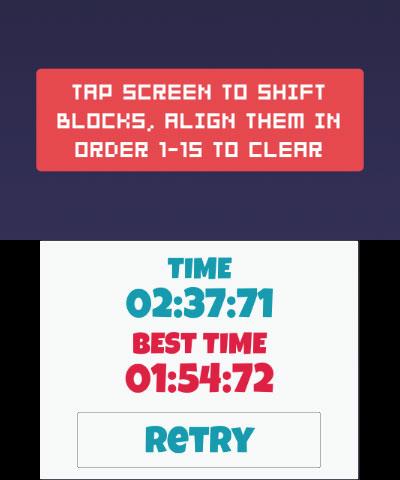 TAP SCREEN TO SHIFT
BLOCKS, ALIGN THEM IN
ORDER 1-15 TO CLEAR
TIME
02:37:71
BEST TIME
01:54:72
ReTRY